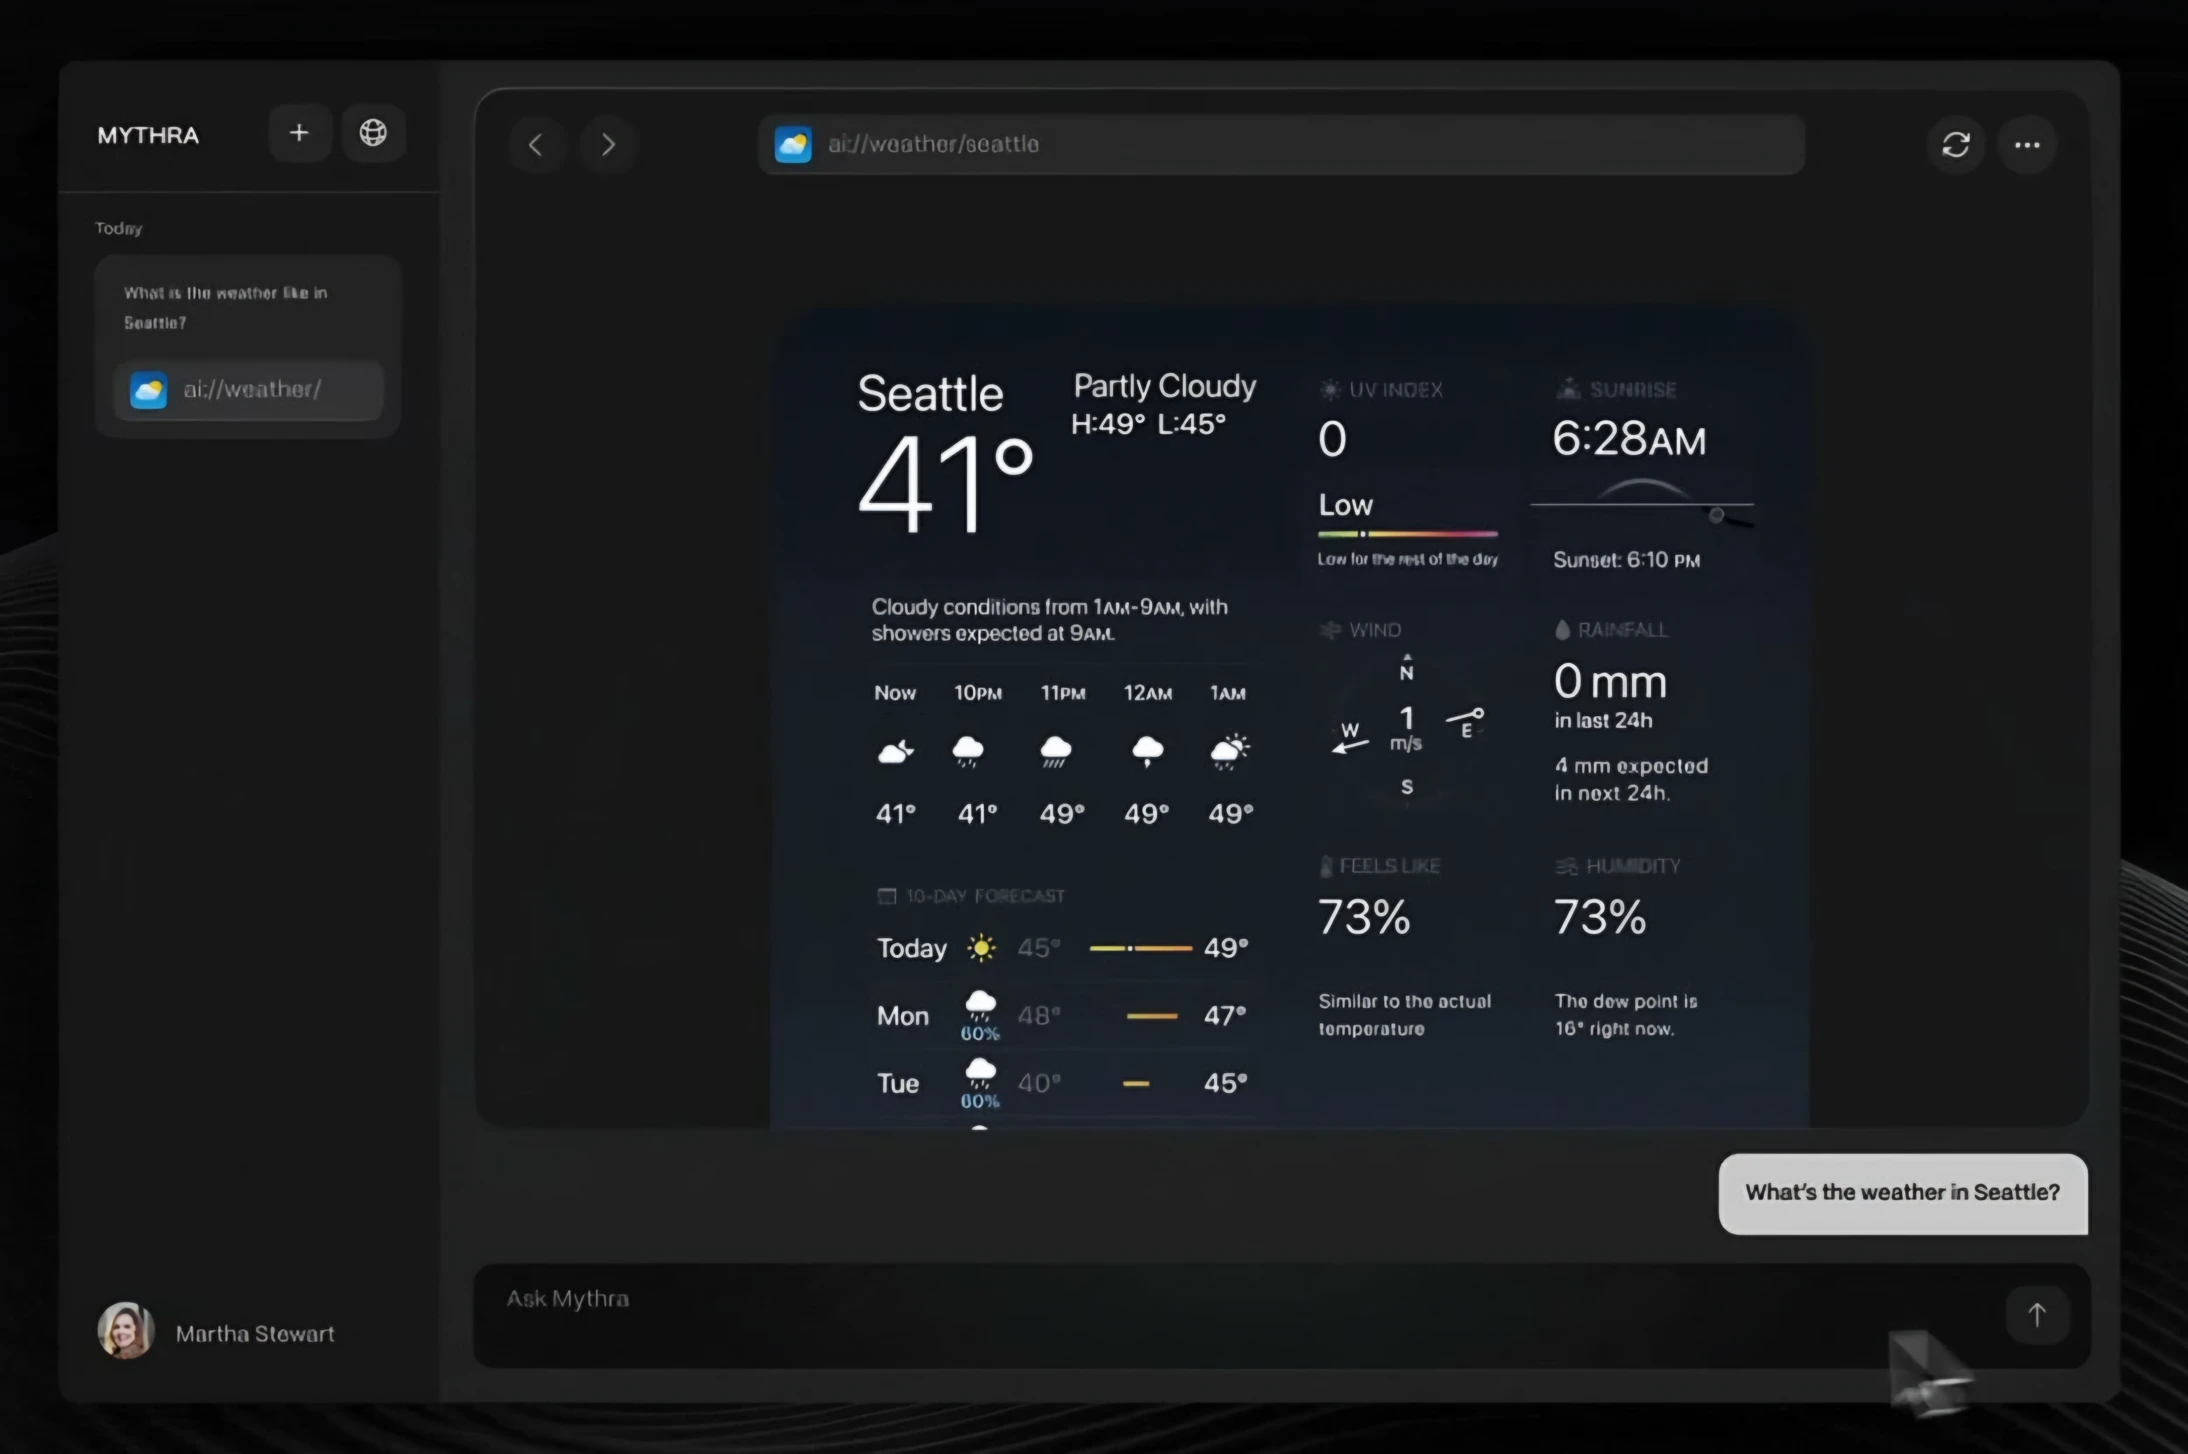 MYTHRA
Today
What is the weather like in
Seattle?
ai://weather/
Martha Stewart
ai://weather/seattle
Seattle
41°
Partly Cloudy
H:49° L:45°
Cloudy conditions from 1AM-9AM, with
showers expected at 9AM.
Now 10PM 11PM 12AM 1AM
41° 41° 49° 49° 49°
10-DAY FORECAST
Today 45° 49°
Mon 48° 47°
60%
Tue 40° 45°
60%
UV INDEX
0
Low
Low for the rest of the day
SUNRISE
6:28AM
Sunset: 6:10 PM
WIND
N
W 1 E
m/s
S
RAINFALL
0 mm
in last 24h
4 mm expected
in next 24h.
FEELS LIKE
73%
Similar to the actual
temperature
HUMIDITY
73%
The dew point is
16° right now.
What's the weather in Seattle?
Ask Mythra